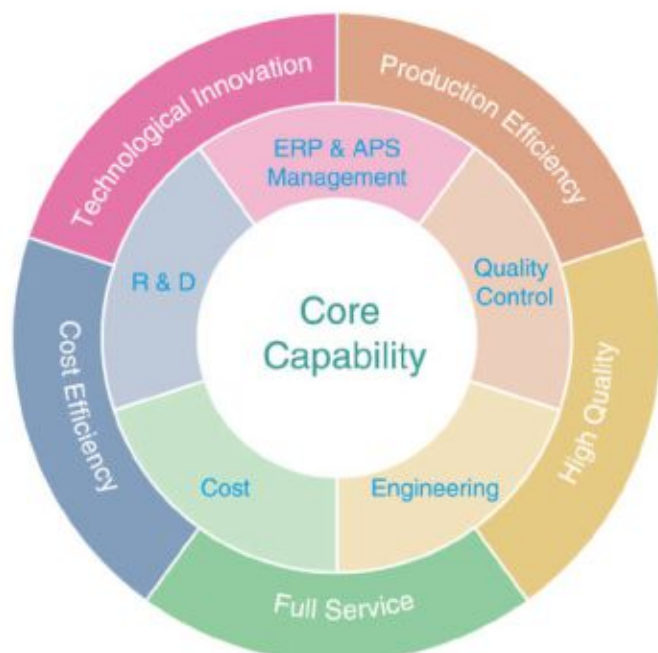 Technological Innovation
Production Efficiency
ERP & APS
Management
R & D
Quality
Control
Core
Capability
Cost Efficiency
High Quality
Cost
Engineering
Full Service